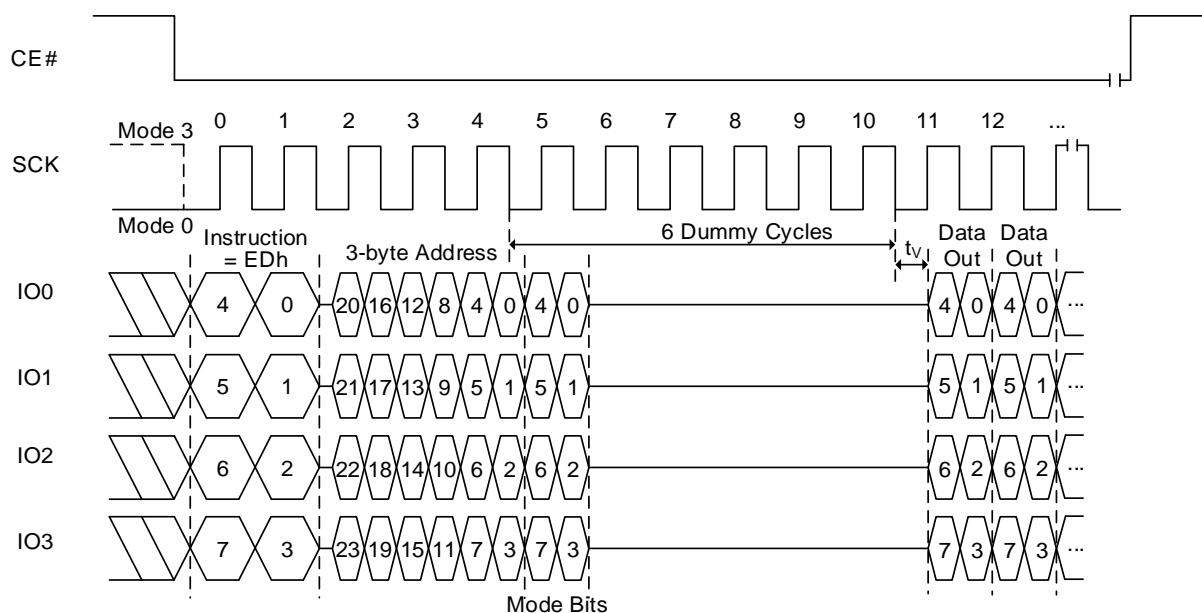 CE#
0 1 2 3 4 5 6 7 8 9 10 11 12 ...
Mode 3
SCK
Mode 0
Instruction
= EDh
3-byte Address
6 Dummy Cycles
tV
Data
Out
Data
Out
IO0 4 0 20 16 12 8 4 0 4 0 4 0 4 0 ...
IO1 5 1 21 17 13 9 5 1 5 1 5 1 5 1 ...
IO2 6 2 22 18 14 10 6 2 6 2 6 2 6 2 ...
IO3 7 3 23 19 15 11 7 3 7 3 7 3 7 3 ...
Mode Bits